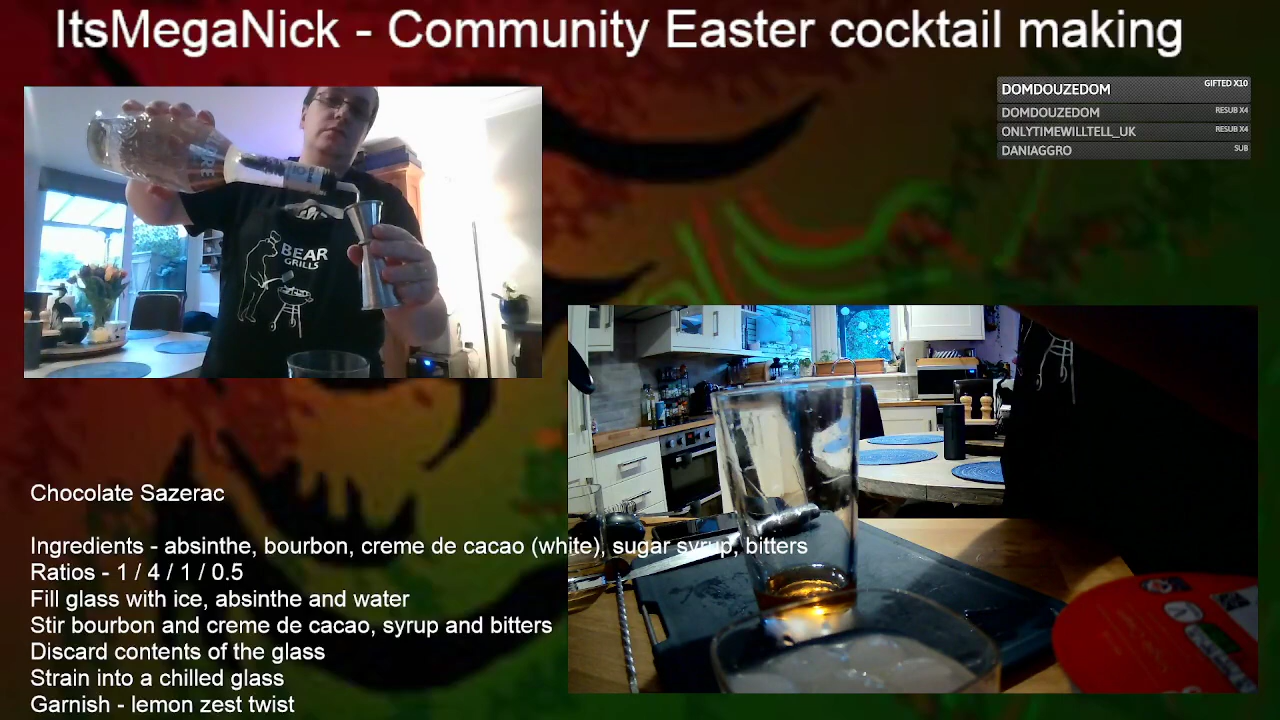 ItsMegaNick - Community Easter cocktail making
DOMDOUZEDOM GIFTED X10
DOMDOUZEDOM RESUB X4
ONLYTIMEWILLTELL_UK RESUB X4
DANIAGGRO SUB
BEAR
GRILLS
Chocolate Sazerac
Ingredients - absinthe, bourbon, creme de cacao (white), sugar syrup, bitters
Ratios - 1 / 4 / 1 / 0.5
Fill glass with ice, absinthe and water
Stir bourbon and creme de cacao, syrup and bitters
Discard contents of the glass
Strain into a chilled glass
Garnish - lemon zest twist